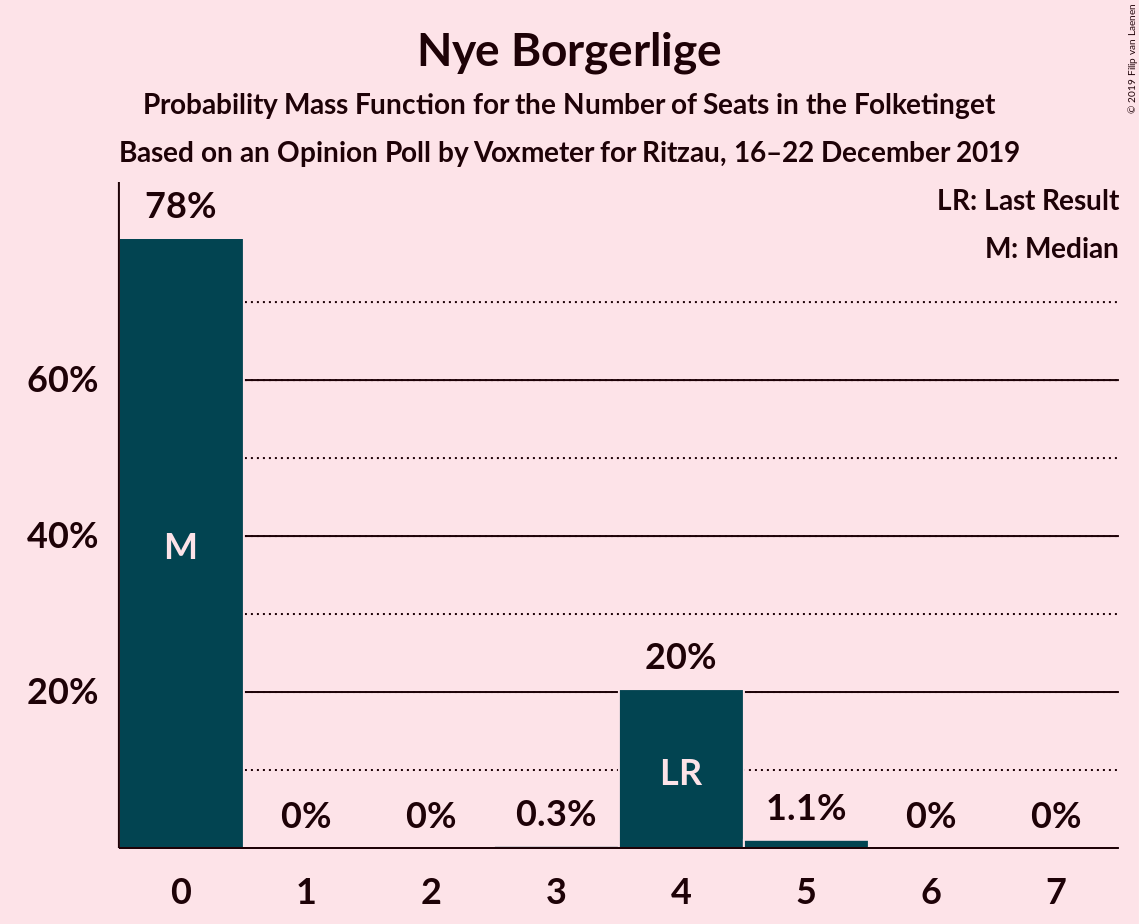 Nye Borgerlige
Probability Mass Function for the Number of Seats in the Folketinget
Based on an Opinion Poll by Voxmeter for Ritzau, 16–22 December 2019
© 2019 Filip van Laenen
LR: Last Result
M: Median
78%
60%
40%
20%
M
0%
0%
0.3%
20%
LR
1.1%
0%
0%
0 1 2 3 4 5 6 7